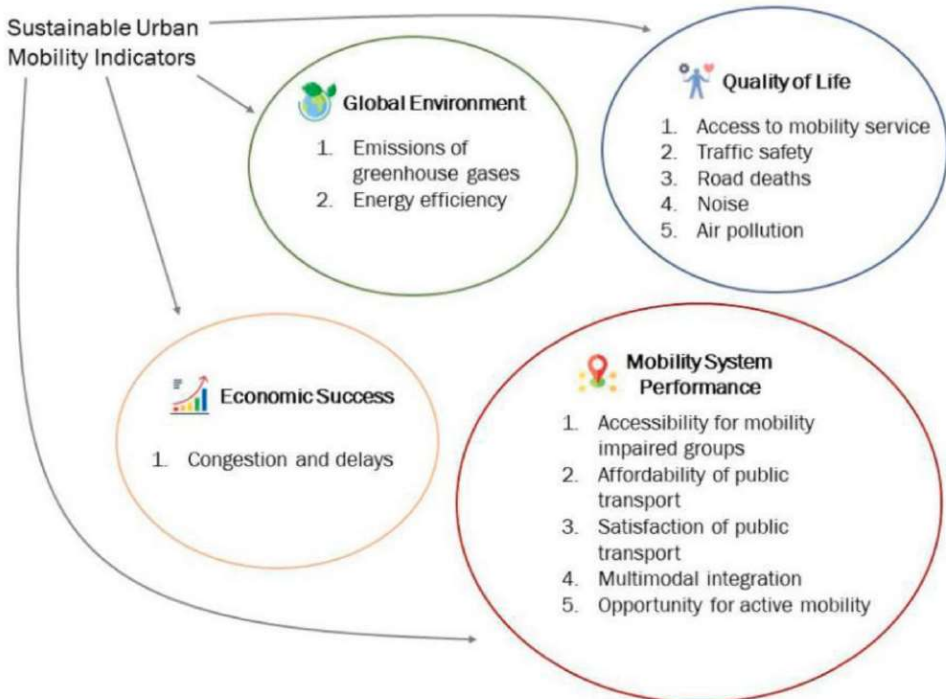 Sustainable Urban
Mobility Indicators
Global Environment
1. Emissions of
greenhouse gases
2. Energy efficiency
Quality of Life
1. Access to mobility service
2. Traffic safety
3. Road deaths
4. Noise
5. Air pollution
Economic Success
1. Congestion and delays
Mobility System
Performance
1. Accessibility for mobility
impaired groups
2. Affordability of public
transport
3. Satisfaction of public
transport
4. Multimodal integration
5. Opportunity for active mobility